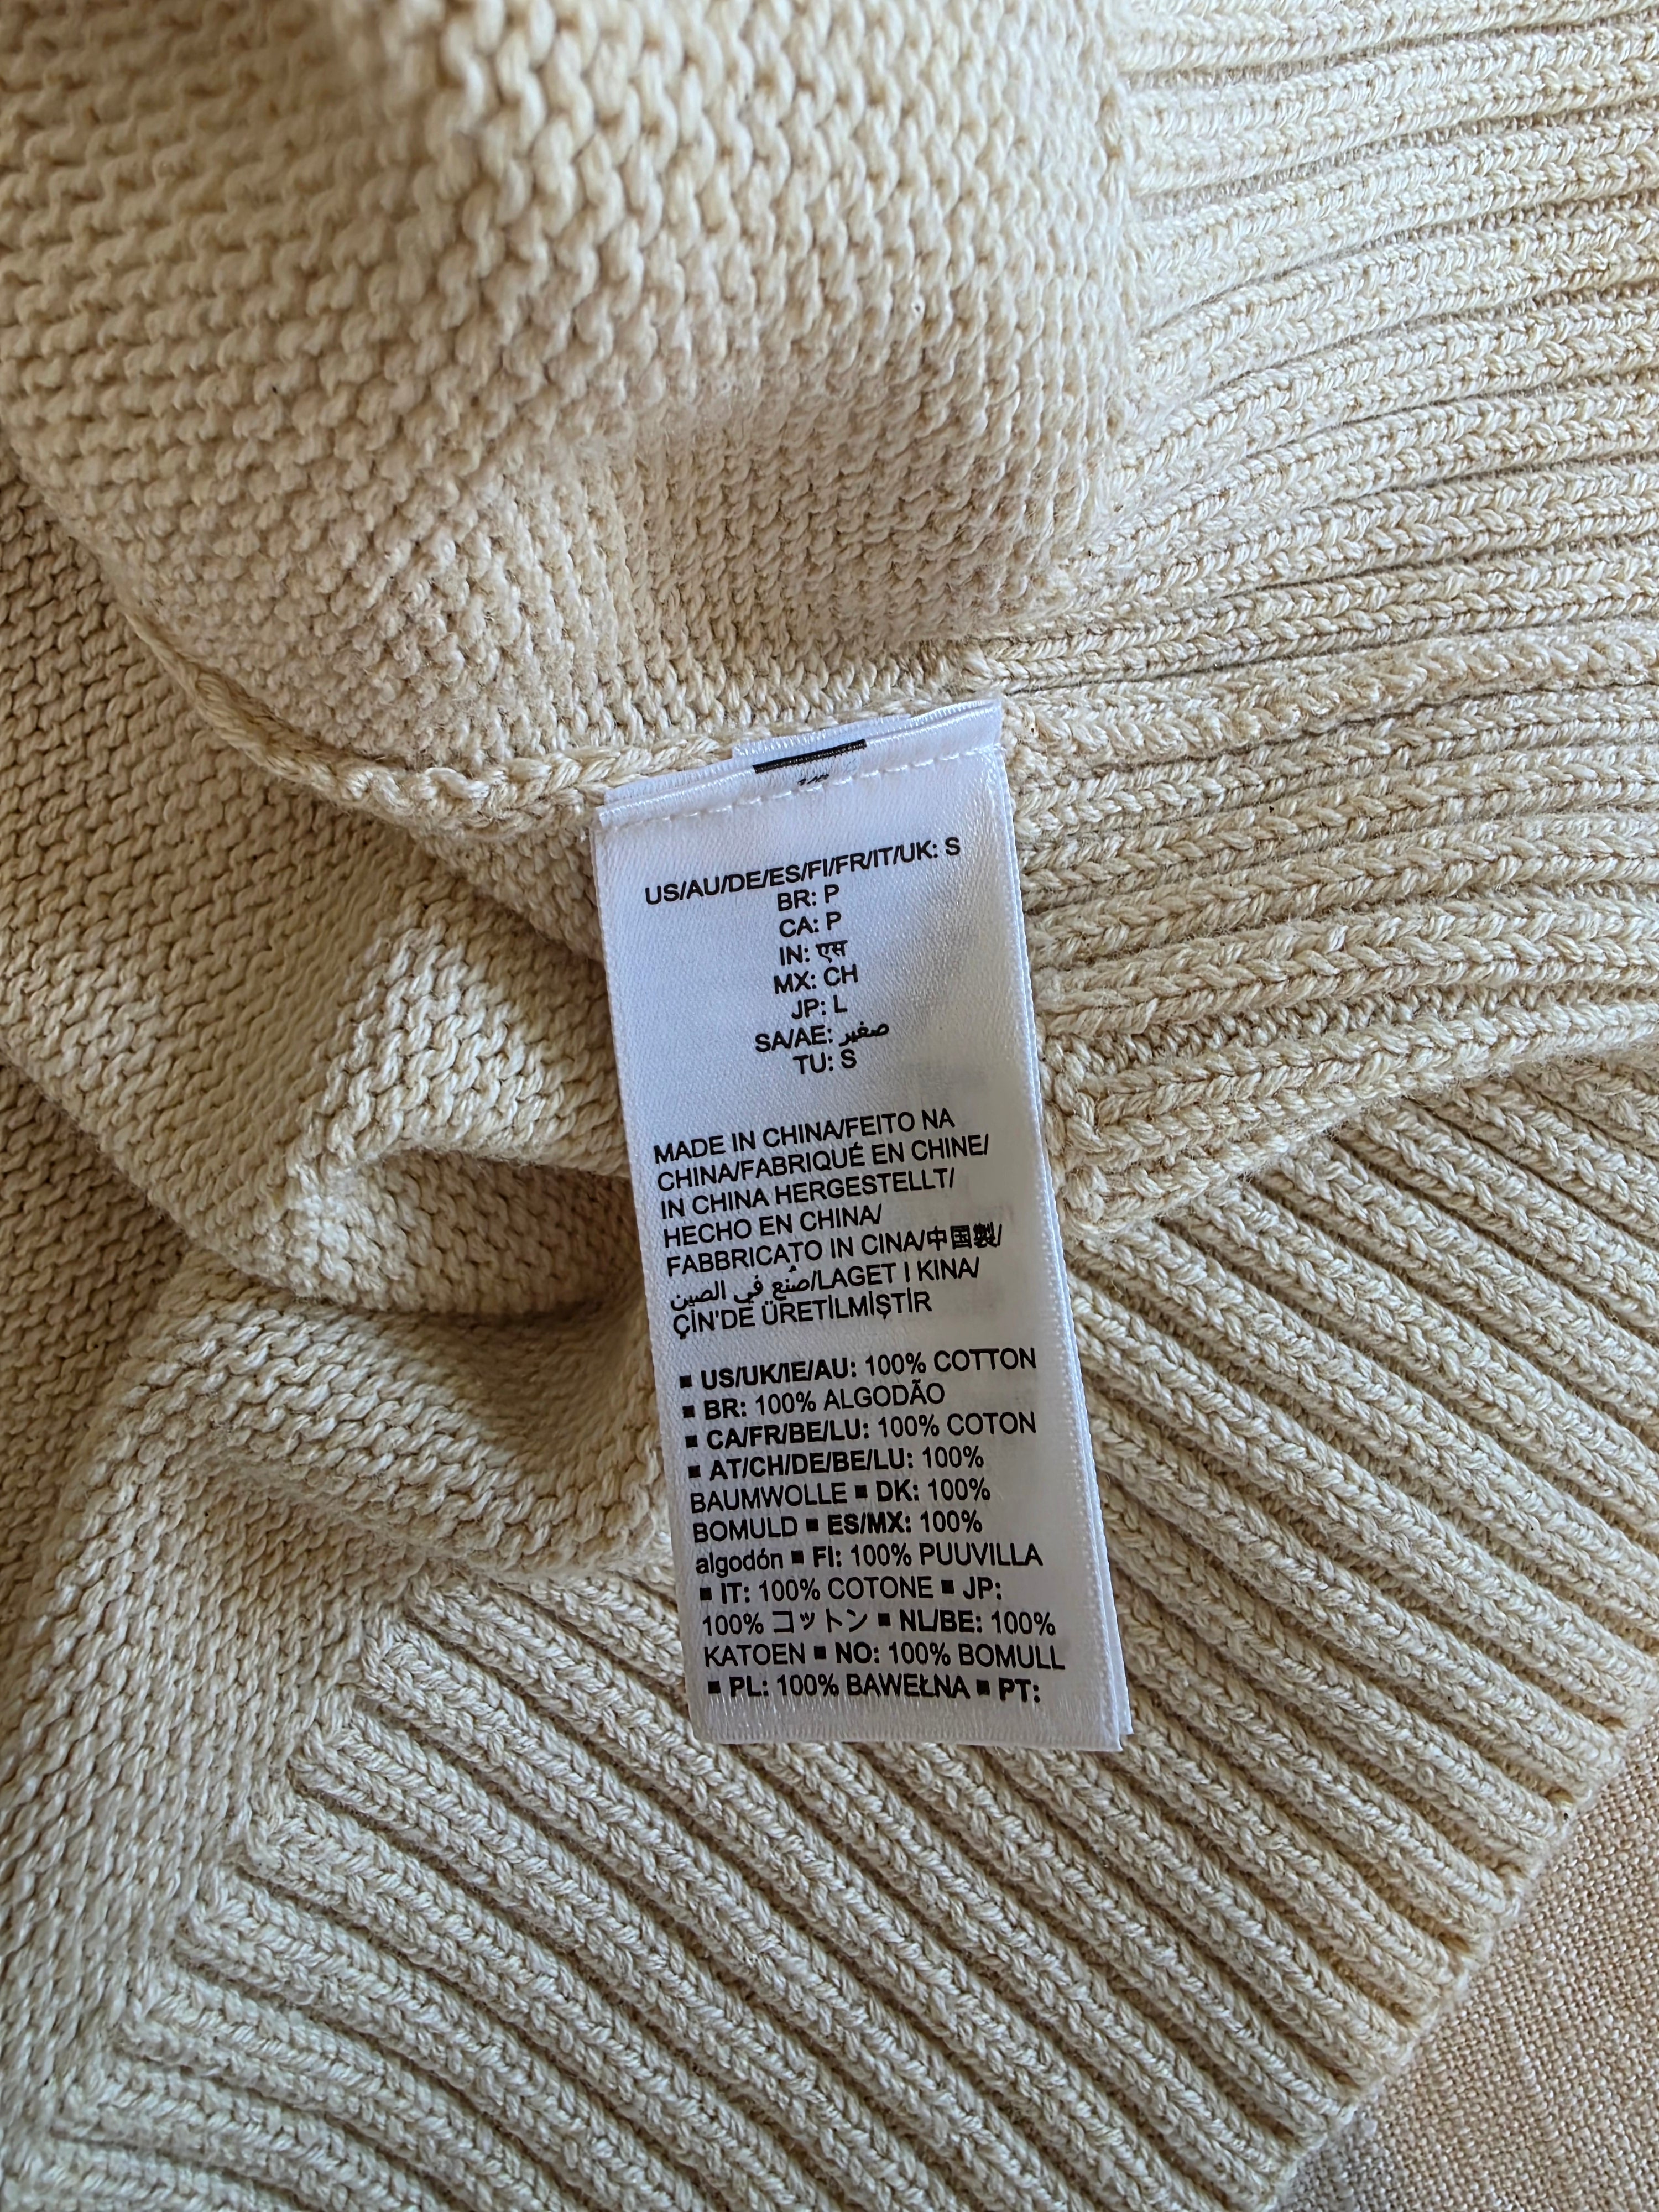 US/AU/DE/ES/FI/FR/IT/UK: S
BR: P
CA: P
IN: एस
MX: CH
JP: L
SA/AE: صغير
TU: S
MADE IN CHINA/FEITO NA
CHINA/FABRIQUÉ EN CHINE/
IN CHINA HERGESTELLT/
HECHO EN CHINA/
FABBRICATO IN CINA/中国製/
صُنع في الصين/LAGET I KINA/
ÇİN'DE ÜRETİLMİŞTİR
▪ US/UK/IE/AU: 100% COTTON
▪ BR: 100% ALGODÃO
▪ CA/FR/BE/LU: 100% COTON
▪ AT/CH/DE/BE/LU: 100%
BAUMWOLLE ▪ DK: 100%
BOMULD ▪ ES/MX: 100%
algodón ▪ FI: 100% PUUVILLA
▪ IT: 100% COTONE ▪ JP:
100% コットン ▪ NL/BE: 100%
KATOEN ▪ NO: 100% BOMULL
▪ PL: 100% BAWEŁNA ▪ PT: